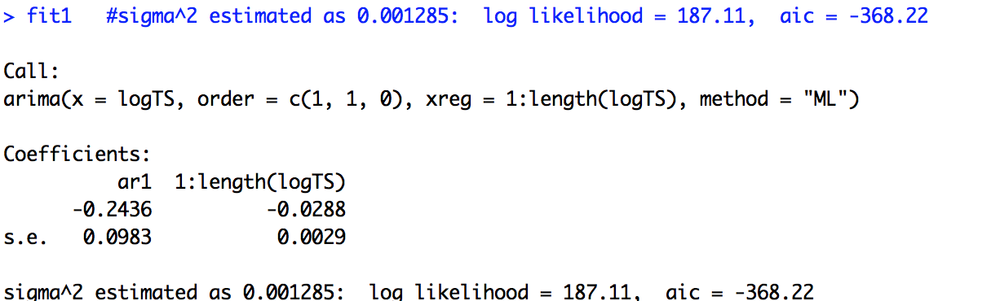 > fit1   #sigma^2 estimated as 0.001285:  log likelihood = 187.11,  aic = -368.22
Call:
arima(x = logTS, order = c(1, 1, 0), xreg = 1:length(logTS), method = "ML")
Coefficients:
          ar1  1:length(logTS)
      -0.2436          -0.0288
s.e.   0.0983           0.0029
sigma^2 estimated as 0.001285:  log likelihood = 187.11,  aic = -368.22